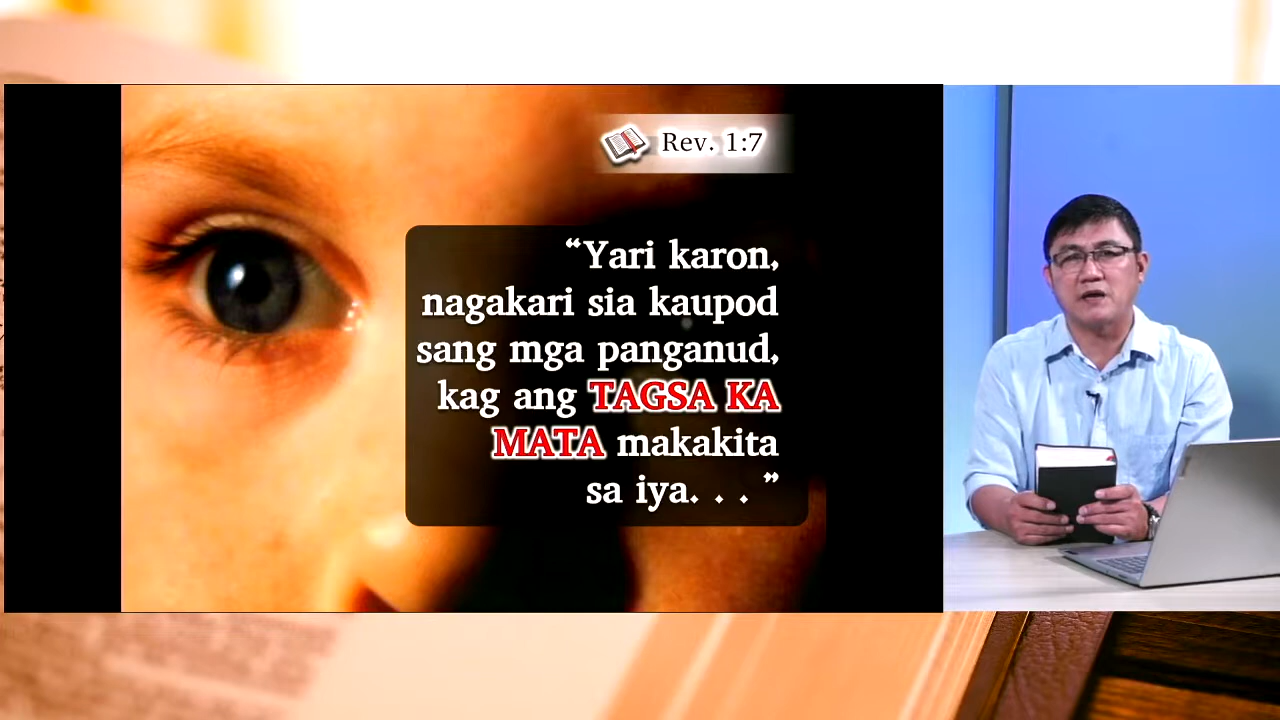 Rev. 1:7
“Yari karon,
nagakari sia kaupod
sang mga panganud,
kag ang TAGSA KA
MATA makakita
sa iya. . . ”